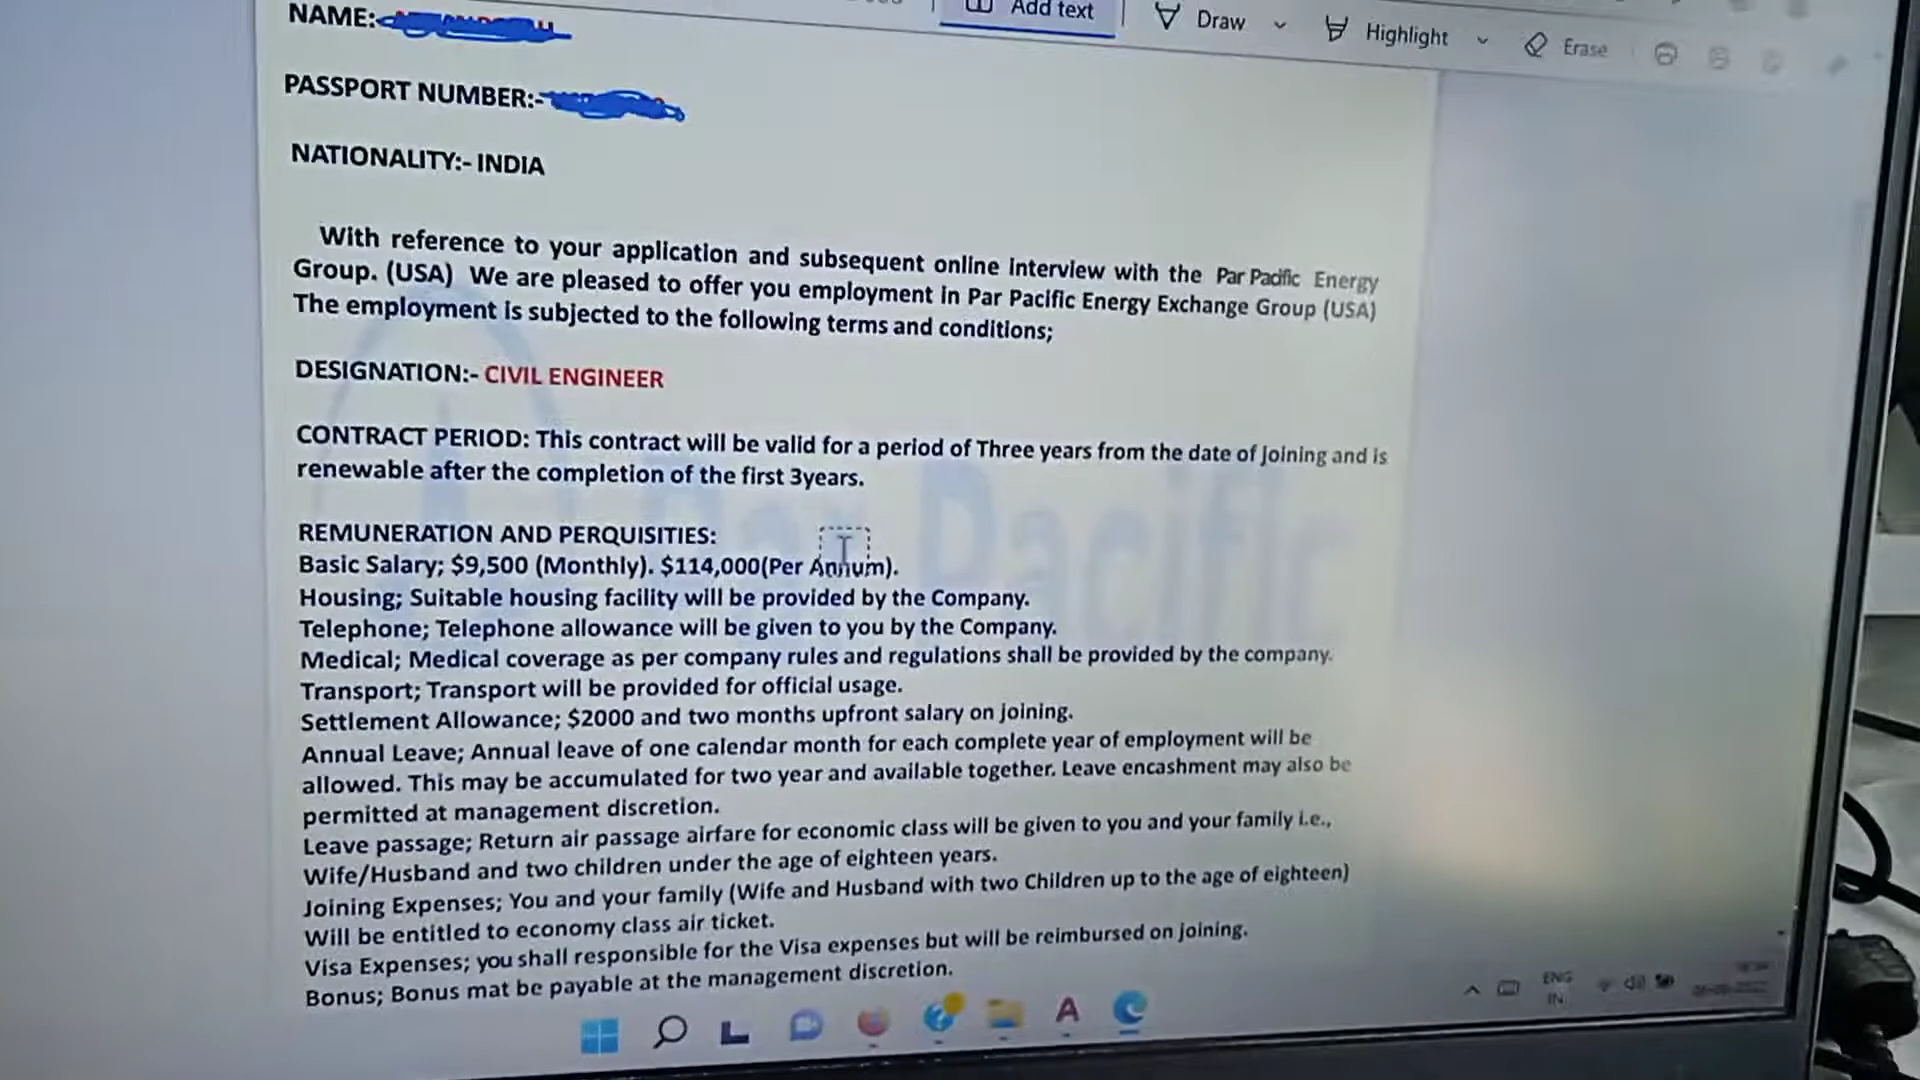 Add text
Draw
Highlight
Erase
NAME:-
PASSPORT NUMBER:-
NATIONALITY:- INDIA
With reference to your application and subsequent online interview with the Par Pacific Energy
Group. (USA) We are pleased to offer you employment in Par Pacific Energy Exchange Group (USA)
The employment is subjected to the following terms and conditions;
DESIGNATION:- CIVIL ENGINEER
CONTRACT PERIOD: This contract will be valid for a period of Three years from the date of joining and is
renewable after the completion of the first 3years.
Par Pacific
REMUNERATION AND PERQUISITIES:
Basic Salary; $9,500 (Monthly). $114,000(Per Annum).
Housing; Suitable housing facility will be provided by the Company.
Telephone; Telephone allowance will be given to you by the Company.
Medical; Medical coverage as per company rules and regulations shall be provided by the company.
Transport; Transport will be provided for official usage.
Settlement Allowance; $2000 and two months upfront salary on joining.
Annual Leave; Annual leave of one calendar month for each complete year of employment will be
allowed. This may be accumulated for two year and available together. Leave encashment may also be
permitted at management discretion.
Leave passage; Return air passage airfare for economic class will be given to you and your family i.e.,
Wife/Husband and two children under the age of eighteen years.
Joining Expenses; You and your family (Wife and Husband with two Children up to the age of eighteen)
Will be entitled to economy class air ticket.
Visa Expenses; you shall responsible for the Visa expenses but will be reimbursed on joining.
Bonus; Bonus mat be payable at the management discretion.
ENG
IN